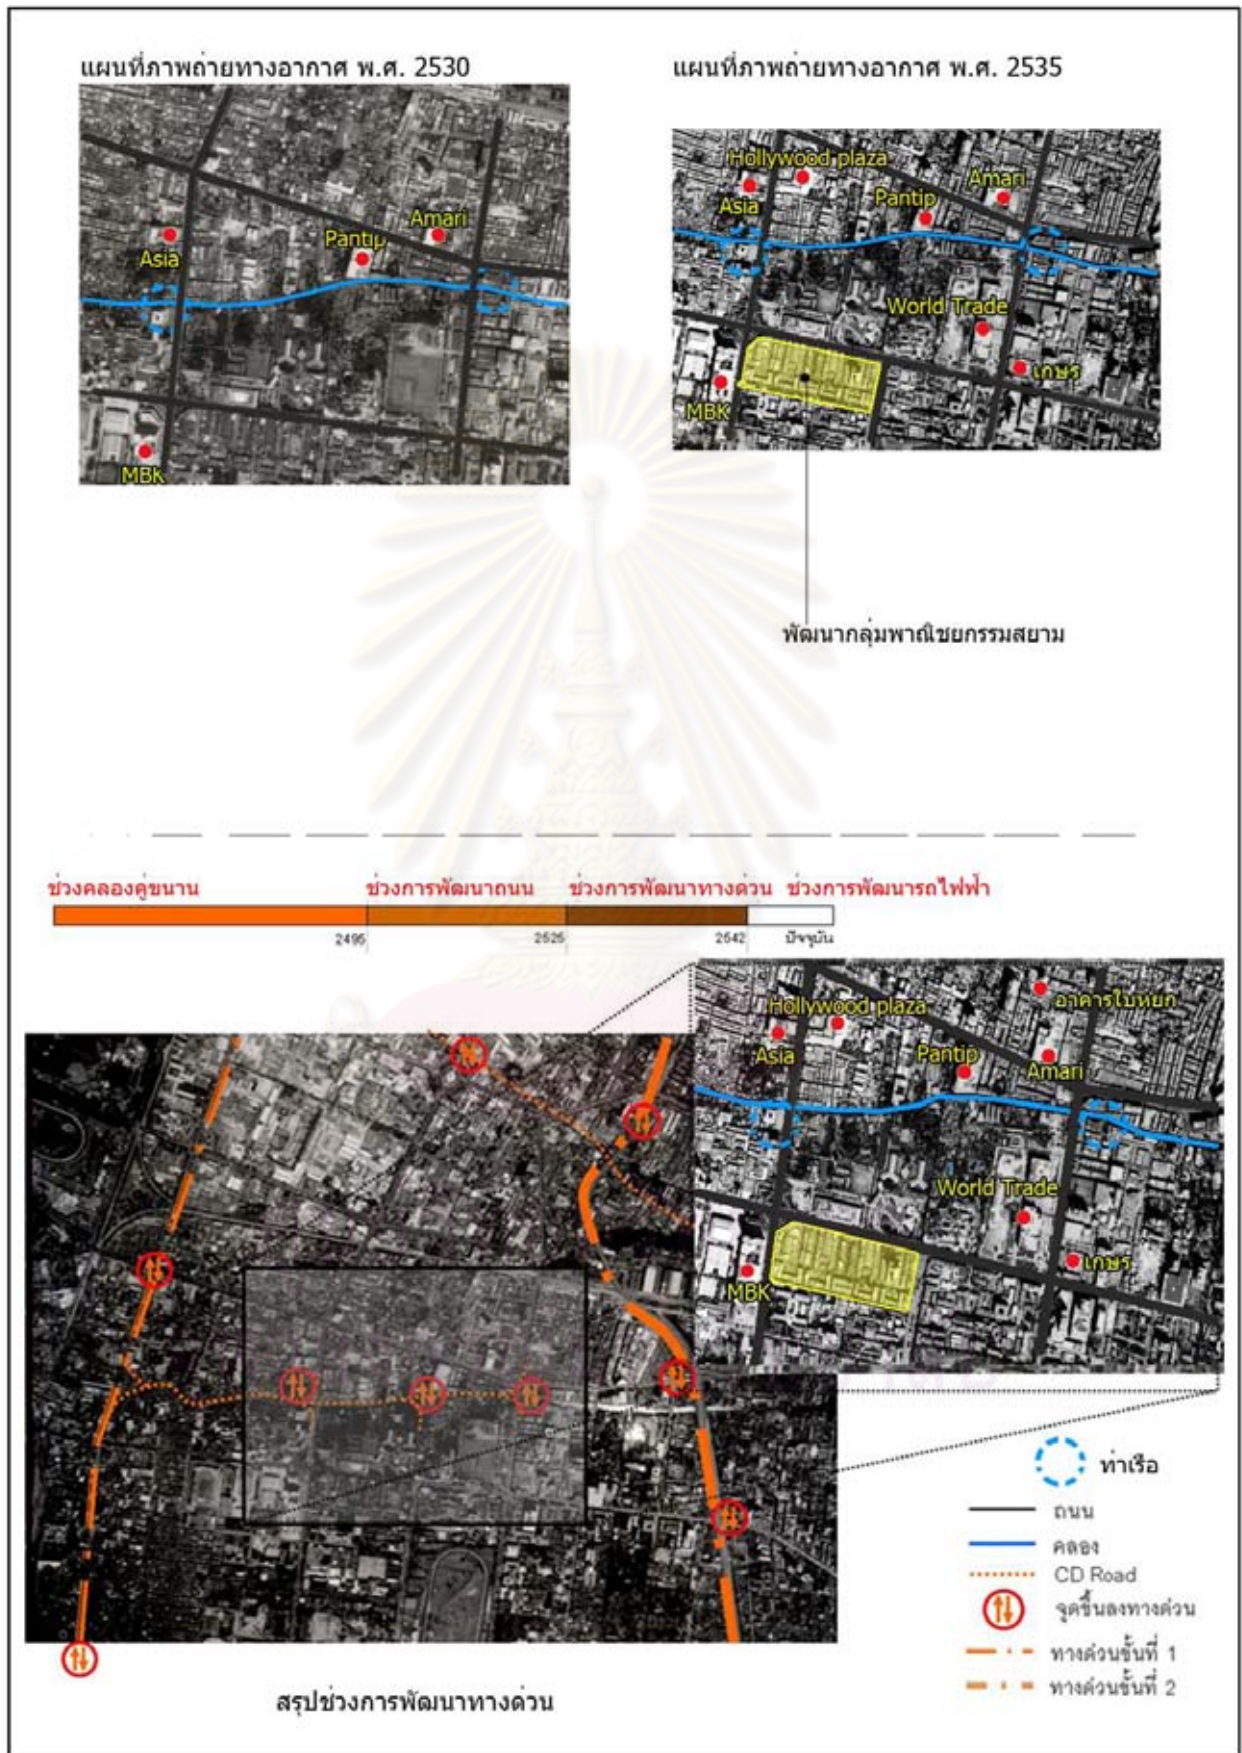 แผนที่ภาพถ่ายทางอากาศ พ.ศ. 2530
แผนที่ภาพถ่ายทางอากาศ พ.ศ. 2535
Asia
Pantip
Amari
MBK
Hollywood plaza
Asia
Pantip
Amari
World Trade
เกษร
MBK
พัฒนากลุ่มพาณิชยกรรมสยาม
ช่วงคลองคู่ขนาน
ช่วงการพัฒนาถนน
ช่วงการพัฒนาทางด่วน
ช่วงการพัฒนารถไฟฟ้า
2495
2525
2542
ปัจจุบัน
อาคารใบหยก
Hollywood plaza
Asia
Pantip
Amari
World Trade
เกษร
MBK
ท่าเรือ
ถนน
คลอง
CD Road
จุดขึ้นลงทางด่วน
ทางด่วนขั้นที่ 1
ทางด่วนขั้นที่ 2
สรุปช่วงการพัฒนาทางด่วน